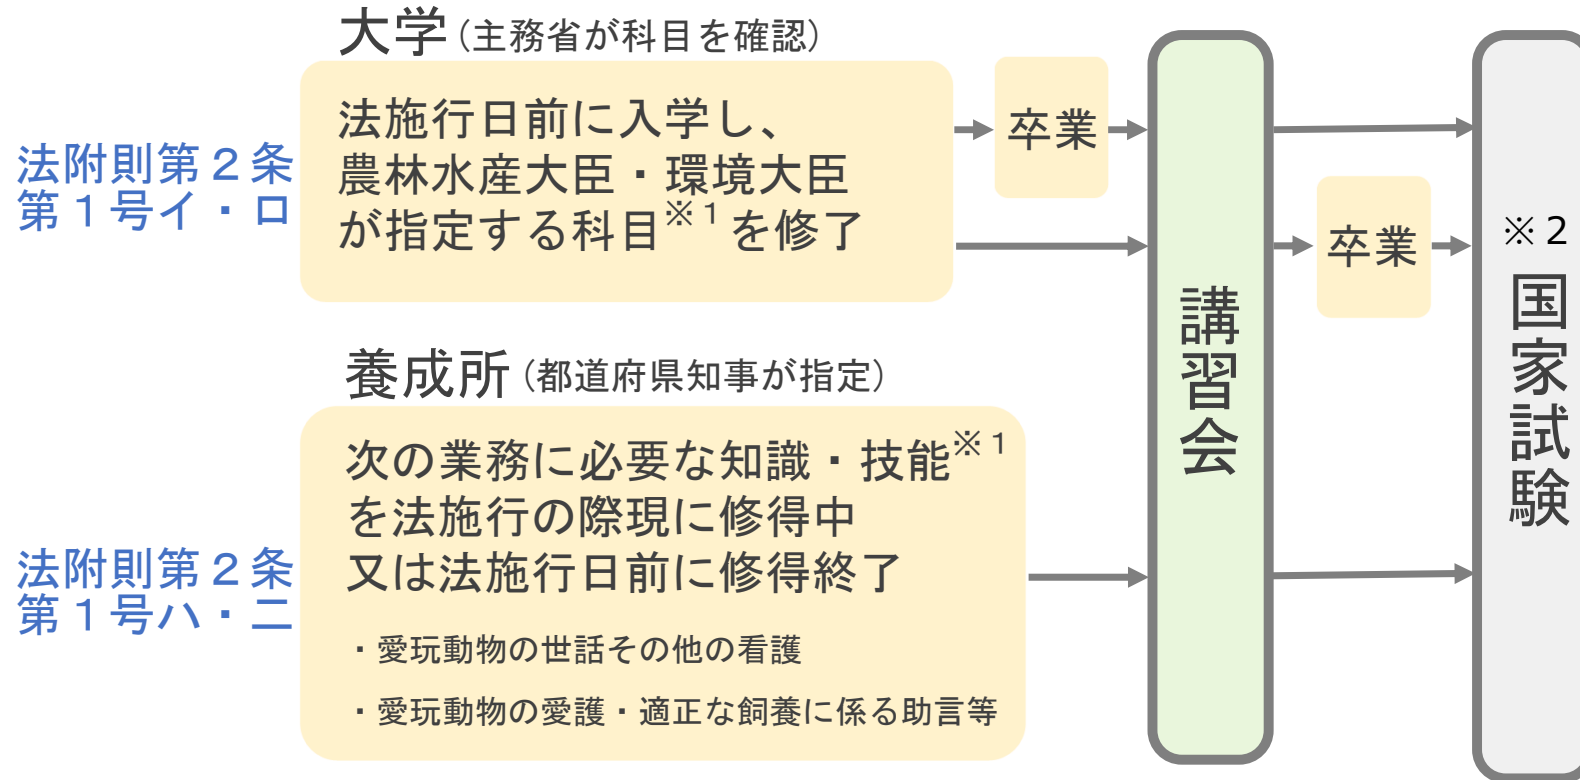 大学(主務省が科目を確認)
法附則第２条
第１号イ・ロ
法施行日前に入学し、
農林水産大臣・環境大臣
が指定する科目※１を修了
卒業
講習会
卒業
※２
国家試験
養成所(都道府県知事が指定)
法附則第２条
第１号ハ・ニ
次の業務に必要な知識・技能※１
を法施行の際現に修得中
又は法施行日前に修得終了
・愛玩動物の世話その他の看護
・愛玩動物の愛護・適正な飼養に係る助言等